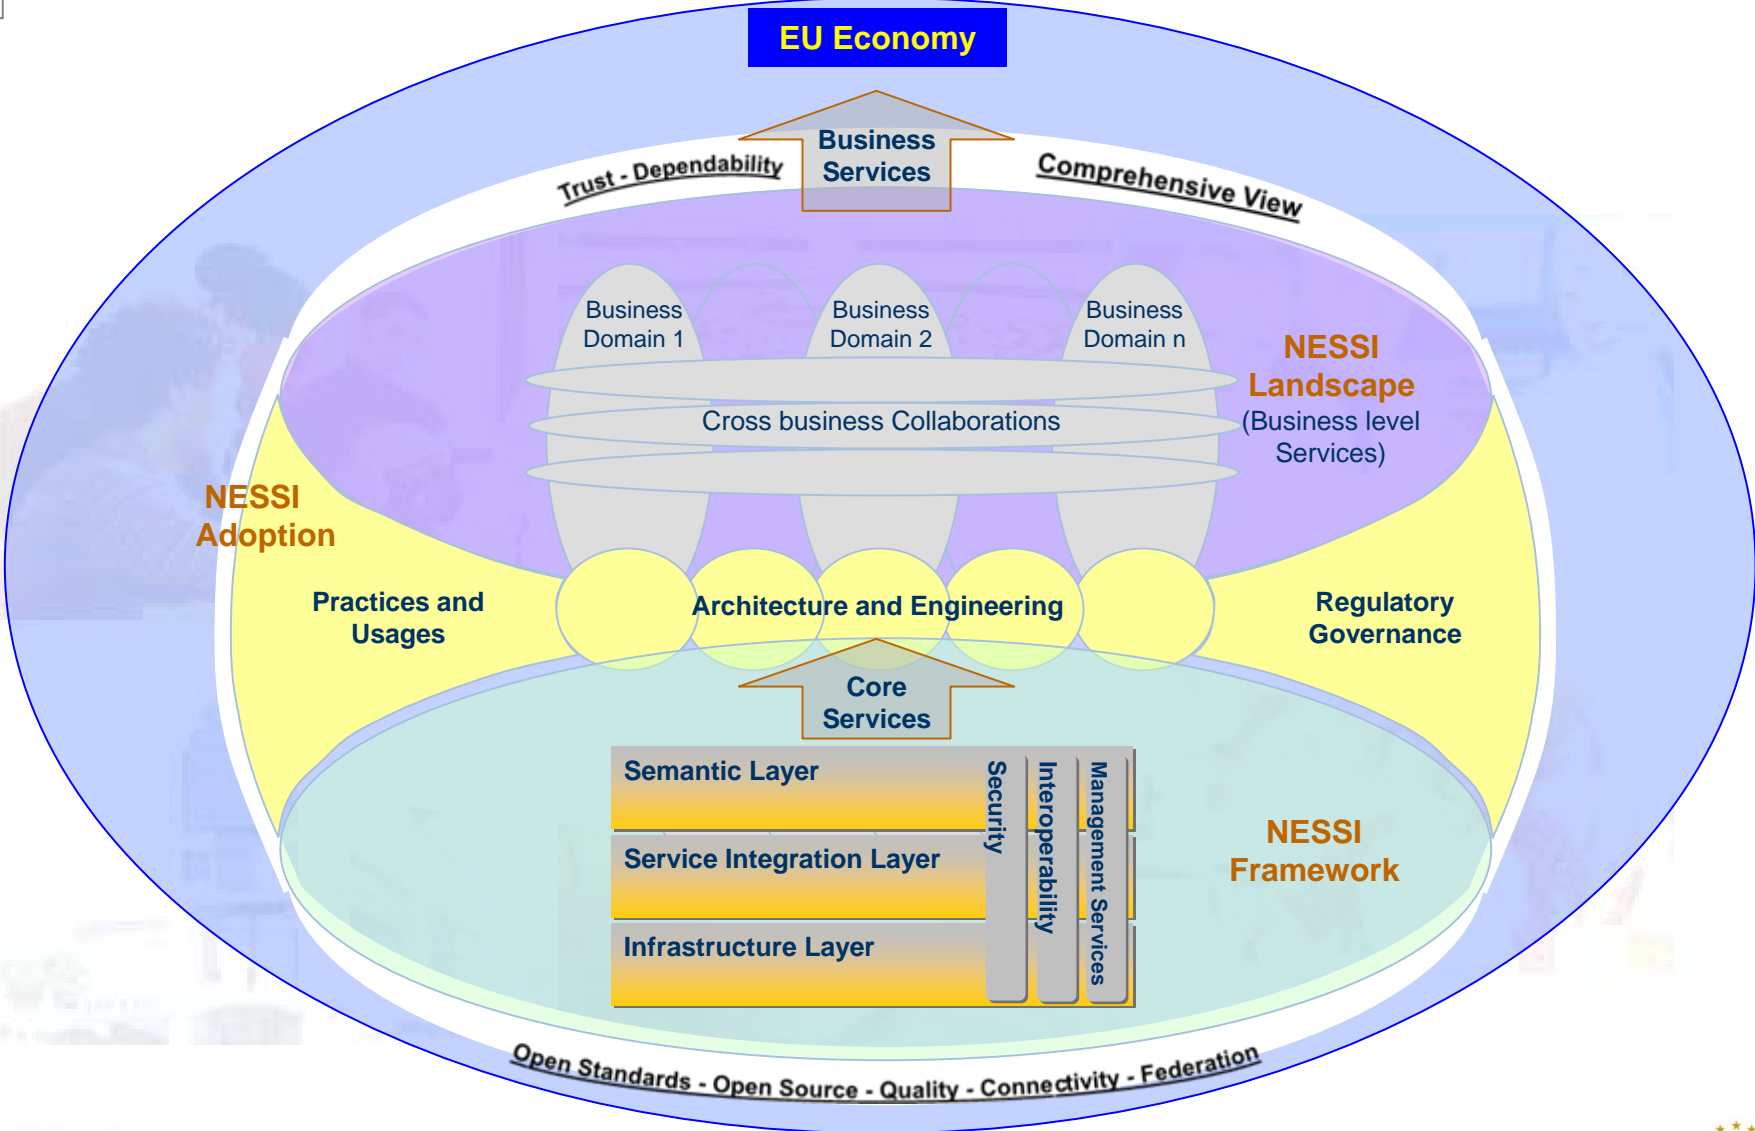 EU Economy
Business
Services
Trust - Dependability
Comprehensive View
Business
Domain 1
Business
Domain 2
Business
Domain n
NESSI
Landscape
(Business level
Services)
Cross business Collaborations
NESSI
Adoption
Practices and
Usages
Architecture and Engineering
Regulatory
Governance
Core
Services
Semantic Layer
Service Integration Layer
Infrastructure Layer
Security
Interoperability
Management Services
NESSI
Framework
Open Standards - Open Source - Quality - Connectivity - Federation